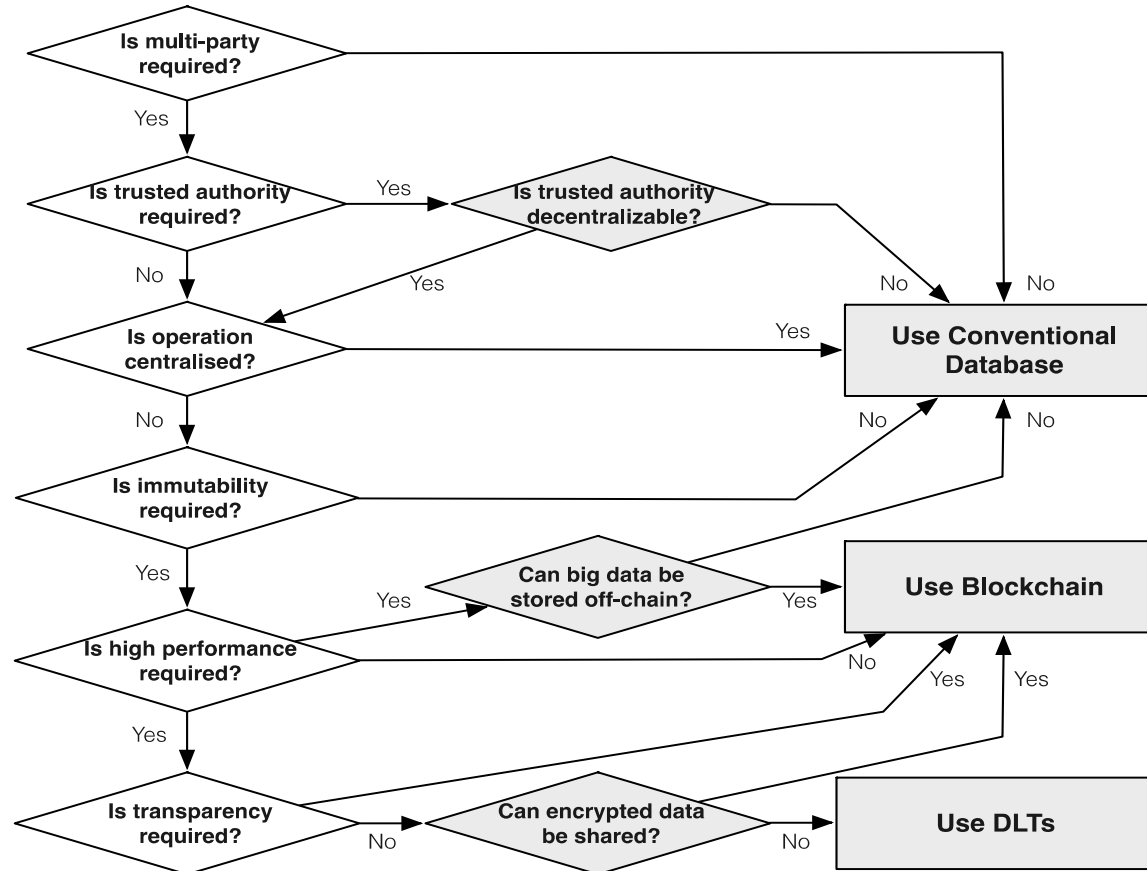 Is multi-party
required?
Yes
No
Is trusted authority
required?
Yes
Is trusted authority
decentralizable?
No
Yes
No
Is operation
centralised?
Yes
Use Conventional
Database
No
No
No
Is immutability
required?
Yes
Yes
Can big data be
stored off-chain?
Yes
Use Blockchain
Is high performance
required?
No
Yes
Yes
Yes
Is transparency
required?
No
Can encrypted data
be shared?
No
Use DLTs